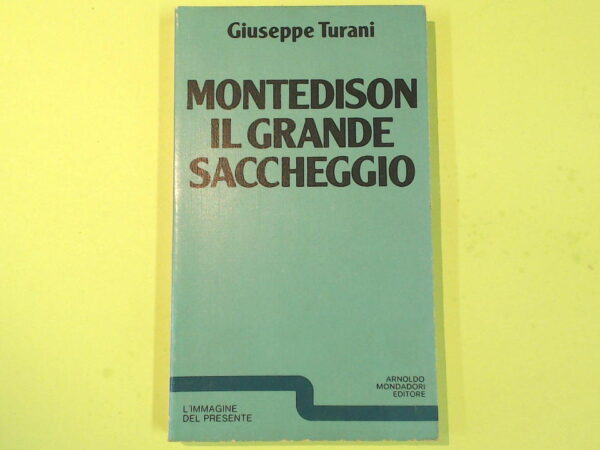 Giuseppe Turani
MONTEDISON
IL GRANDE
SACCHEGGIO
ARNOLDO
MONDADORI
EDITORE
L'IMMAGINE
DEL PRESENTE